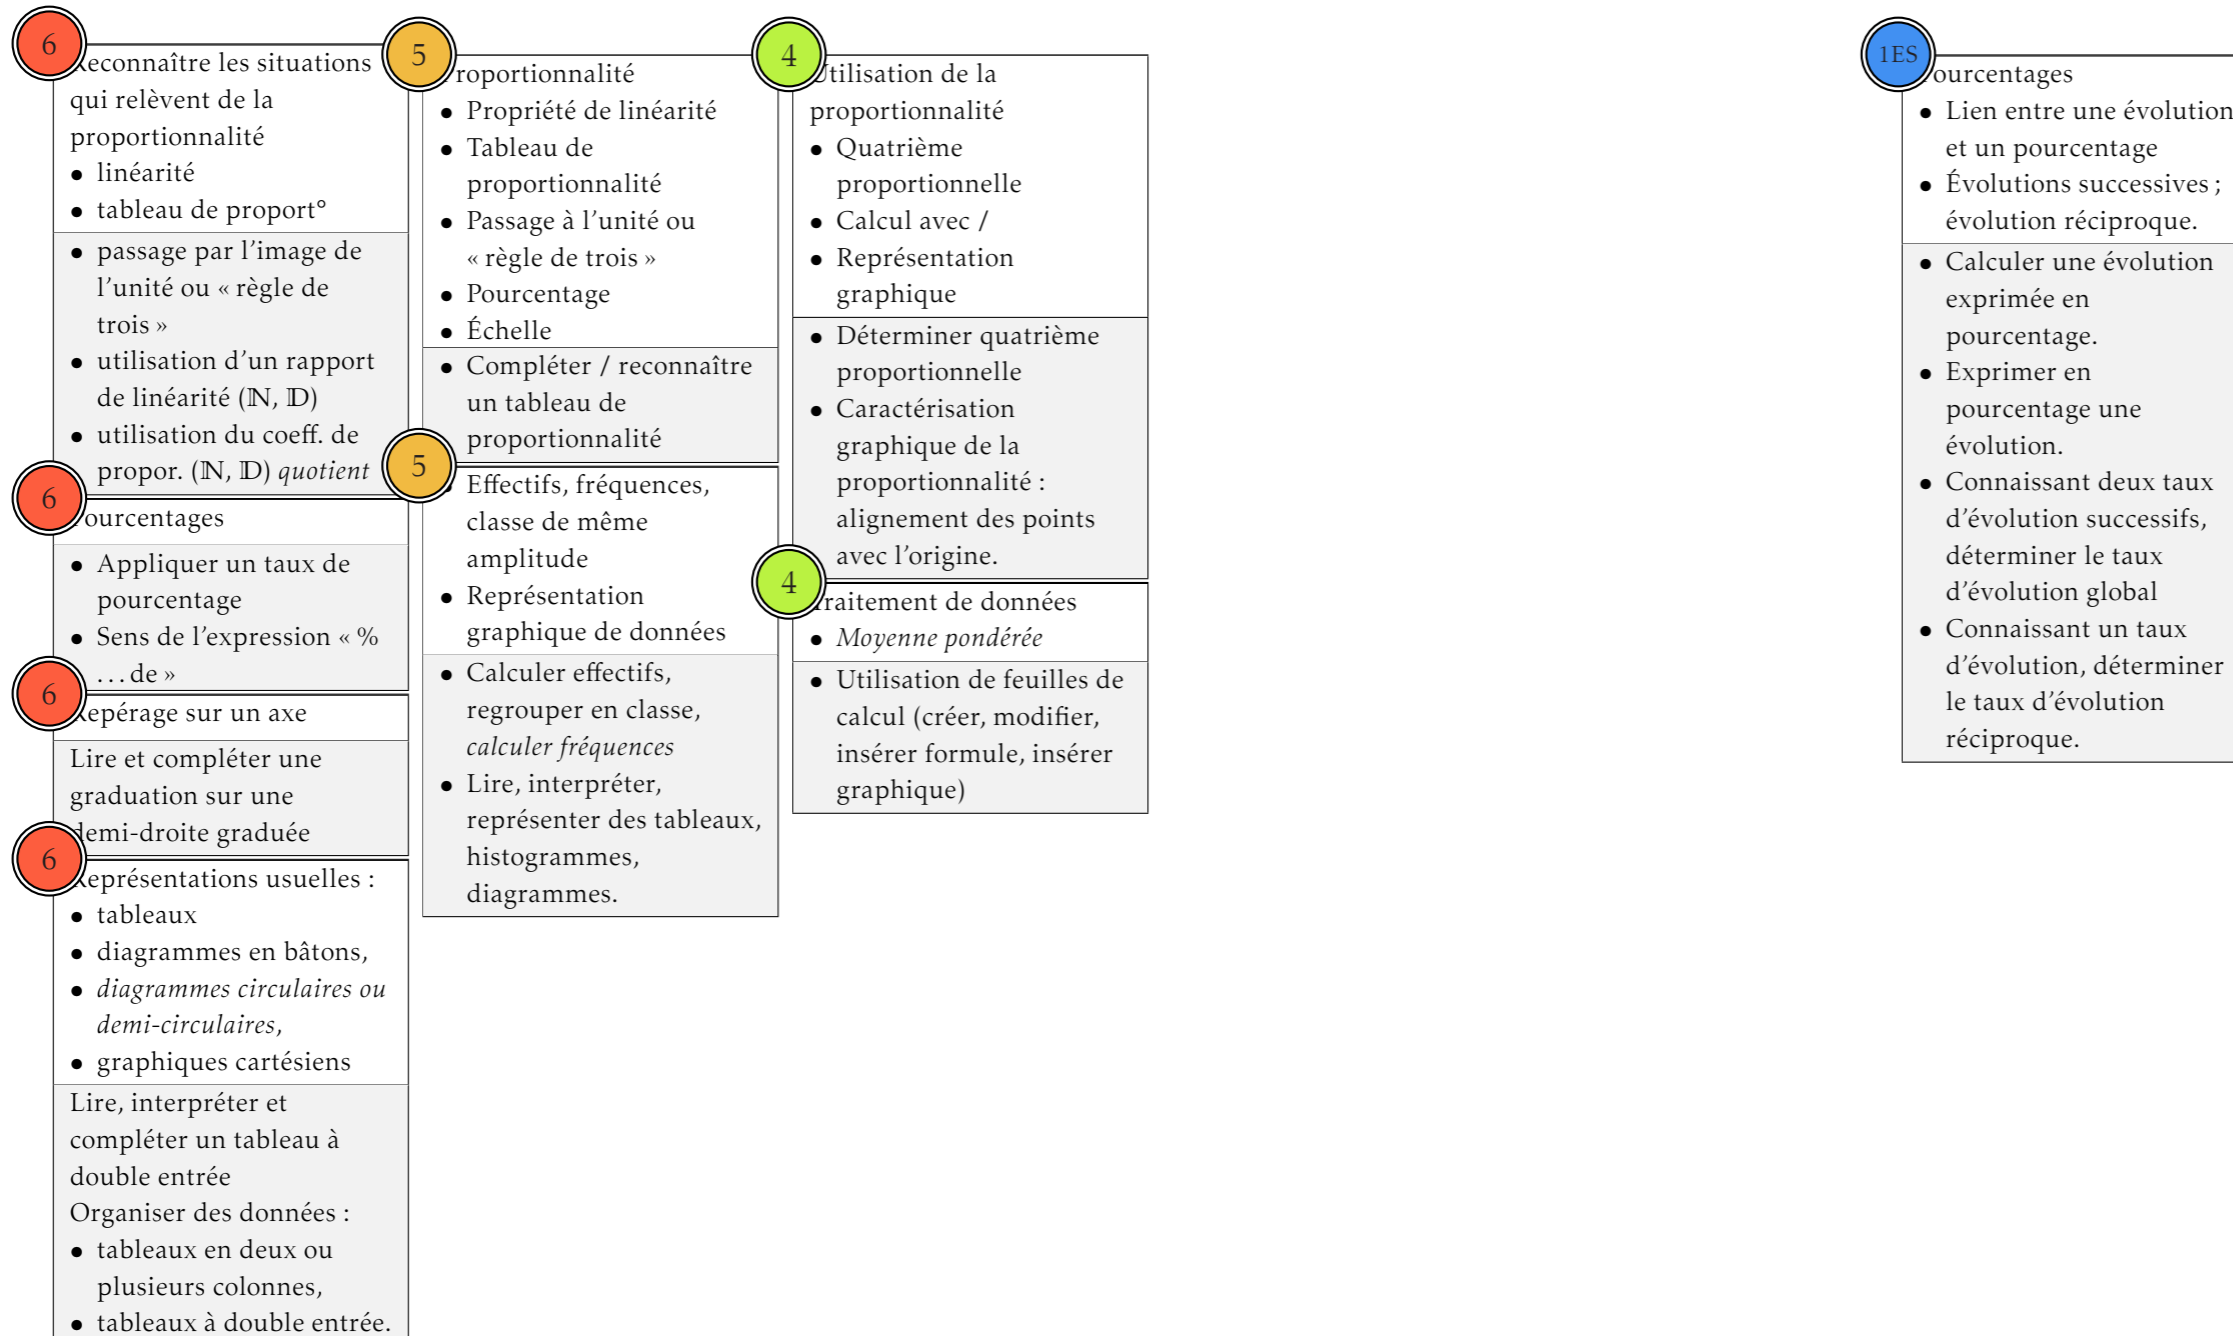 6
Reconnaître les situations
qui relèvent de la
proportionnalité
• linéarité
• tableau de proport°
• passage par l'image de
l'unité ou « règle de
trois »
• utilisation d'un rapport
de linéarité (ℕ, 𝔻)
• utilisation du coeff. de
propor. (ℕ, 𝔻) quotient
6
Pourcentages
• Appliquer un taux de
pourcentage
• Sens de l'expression « %
... de »
6
Repérage sur un axe
Lire et compléter une
graduation sur une
demi-droite graduée
6
Représentations usuelles :
• tableaux
• diagrammes en bâtons,
• diagrammes circulaires ou
demi-circulaires,
• graphiques cartésiens
Lire, interpréter et
compléter un tableau à
double entrée
Organiser des données :
• tableaux en deux ou
plusieurs colonnes,
• tableaux à double entrée.
5
Proportionnalité
• Propriété de linéarité
• Tableau de
proportionnalité
• Passage à l'unité ou
« règle de trois »
• Pourcentage
• Échelle
• Compléter / reconnaître
un tableau de
proportionnalité
5
• Effectifs, fréquences,
classe de même
amplitude
• Représentation
graphique de données
• Calculer effectifs,
regrouper en classe,
calculer fréquences
• Lire, interpréter,
représenter des tableaux,
histogrammes,
diagrammes.
4
Utilisation de la
proportionnalité
• Quatrième
proportionnelle
• Calcul avec /
• Représentation
graphique
• Déterminer quatrième
proportionnelle
• Caractérisation
graphique de la
proportionnalité :
alignement des points
avec l'origine.
4
Traitement de données
• Moyenne pondérée
• Utilisation de feuilles de
calcul (créer, modifier,
insérer formule, insérer
graphique)
1ES
Pourcentages
• Lien entre une évolution
et un pourcentage
• Évolutions successives ;
évolution réciproque.
• Calculer une évolution
exprimée en
pourcentage.
• Exprimer en
pourcentage une
évolution.
• Connaissant deux taux
d'évolution successifs,
déterminer le taux
d'évolution global
• Connaissant un taux
d'évolution, déterminer
le taux d'évolution
réciproque.